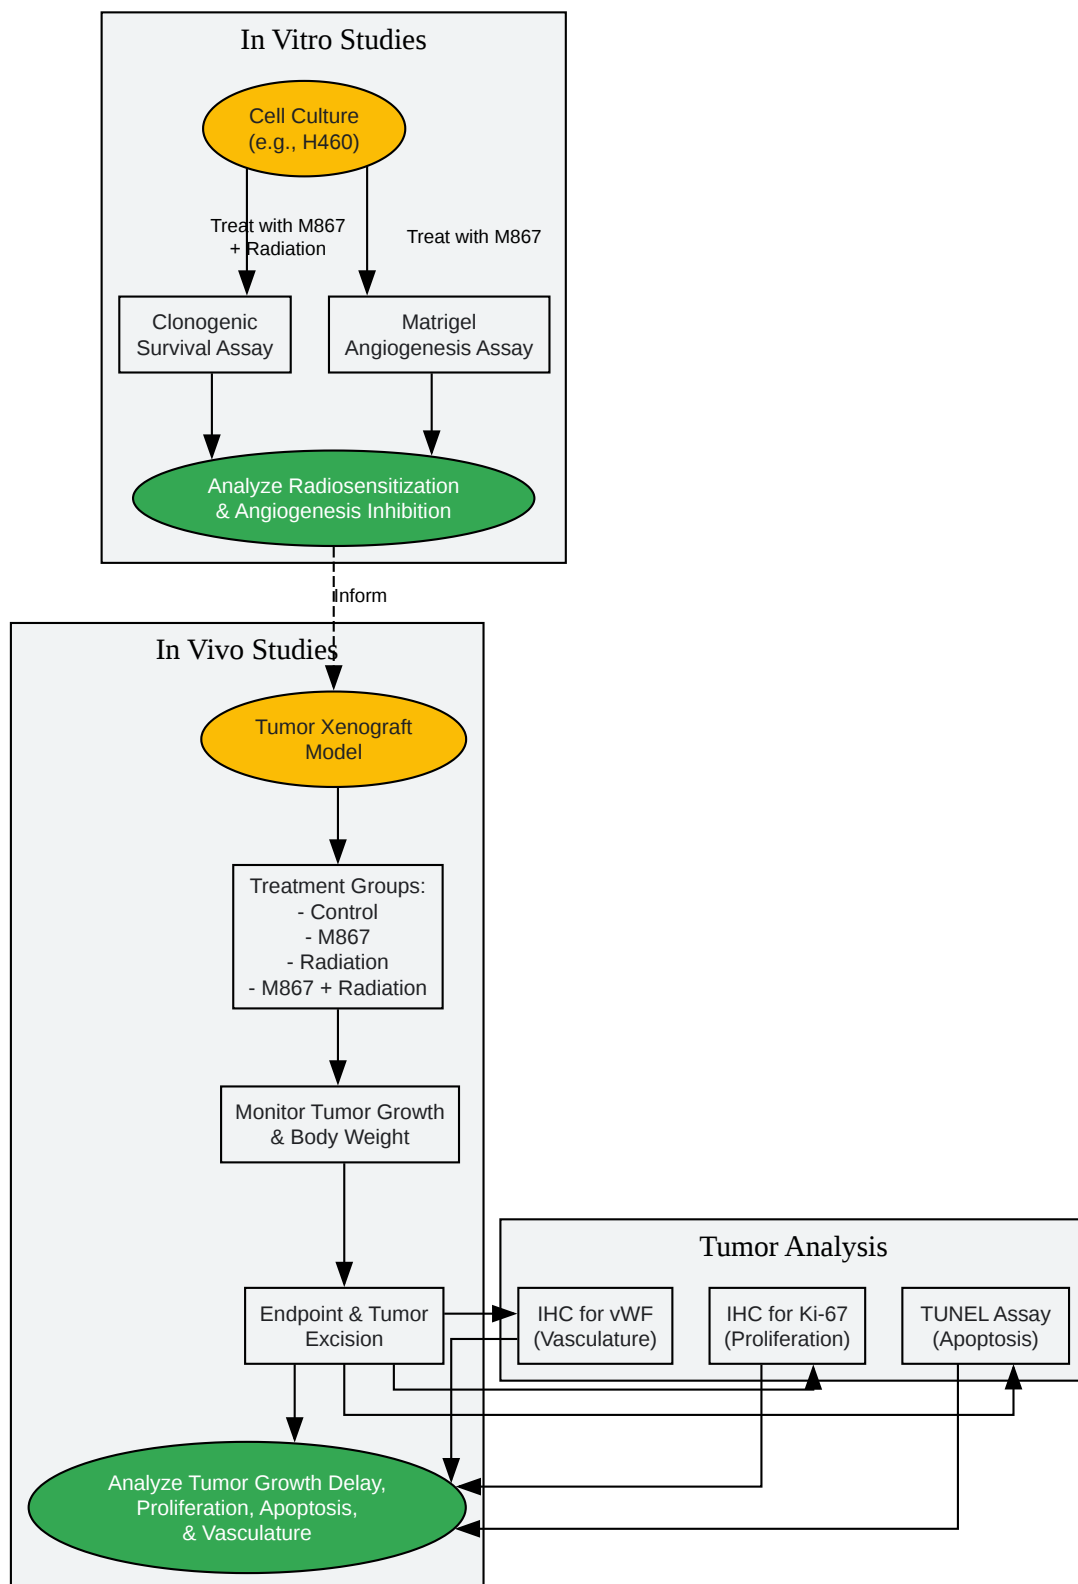 In Vitro Studies
Cell Culture
(e.g., H460)
Treat with M867
+ Radiation
Treat with M867
Clonogenic
Survival Assay
Matrigel
Angiogenesis Assay
Analyze Radiosensitization
& Angiogenesis Inhibition
Inform
In Vivo Studies
Tumor Xenograft
Model
Treatment Groups:
- Control
- M867
- Radiation
- M867 + Radiation
Monitor Tumor Growth
& Body Weight
Tumor Analysis
Endpoint & Tumor
Excision
IHC for vWF
(Vasculature)
IHC for Ki-67
(Proliferation)
TUNEL Assay
(Apoptosis)
Analyze Tumor Growth Delay,
Proliferation, Apoptosis,
& Vasculature